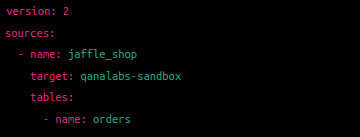 version: 2
sources:
- name: jaffle_shop
target: qanalabs-sandbox
tables:
- name: orders